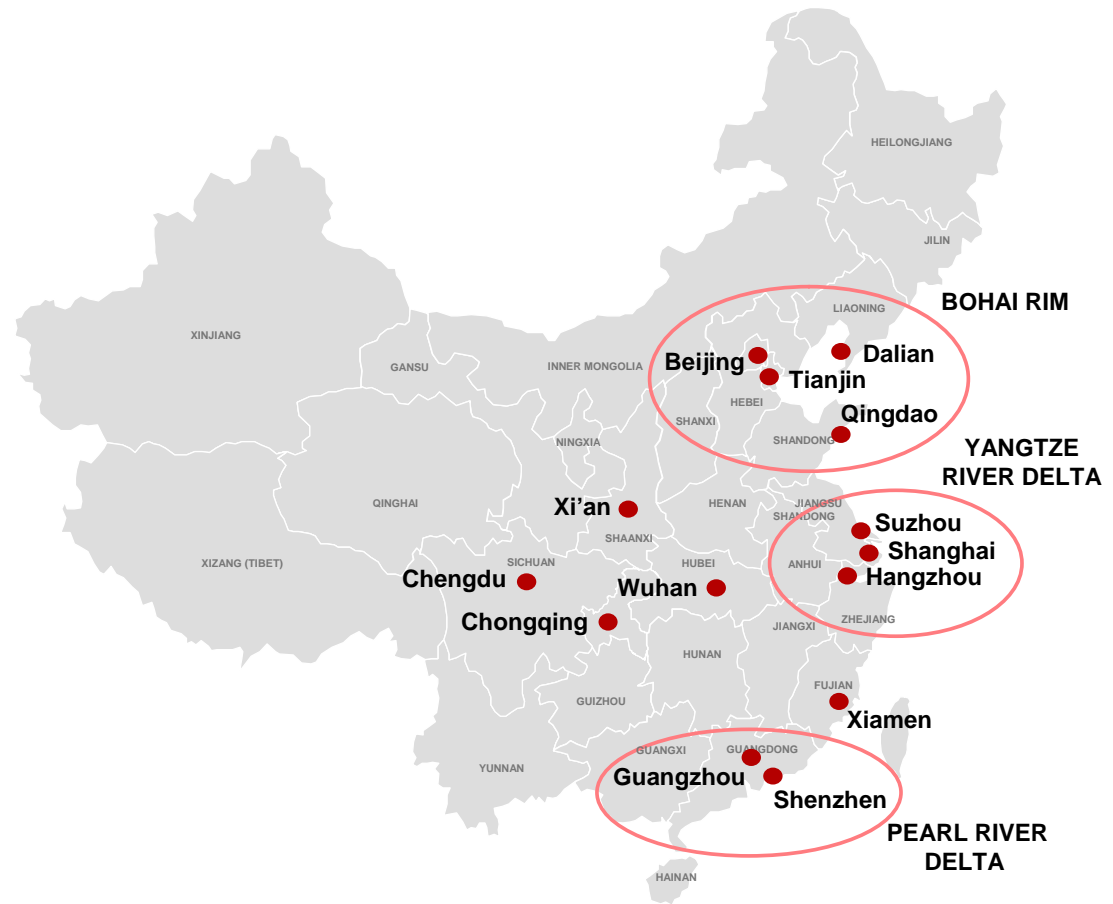 HEILONGJIANG
JILIN
BOHAI RIM
LIAONING
XINJIANG
Beijing
Dalian
GANSU
INNER MONGOLIA
Tianjin
HEBEI
Qingdao
SHANXI
NINGXIA
SHANDONG
YANGTZE
RIVER DELTA
QINGHAI
Xi’an
HENAN
JIANGSU
SHANDONG
Suzhou
SHAANXI
Shanghai
XIZANG (TIBET)
SICHUAN
HUBEI
ANHUI
Hangzhou
Chengdu
Wuhan
Chongqing
ZHEJIANG
JIANGXI
HUNAN
FUJIAN
GUIZHOU
Xiamen
GUANGXI
GUANGDONG
YUNNAN
Guangzhou
Shenzhen
PEARL RIVER
DELTA
HAINAN